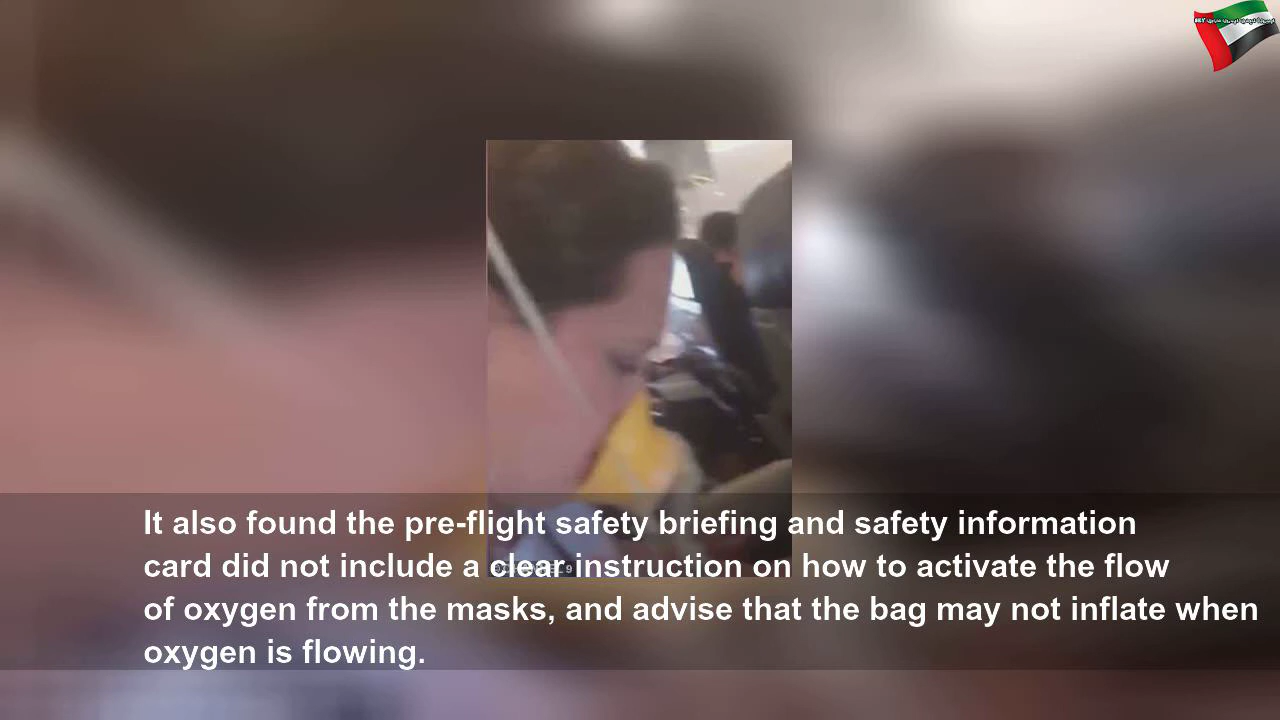 It also found the pre-flight safety briefing and safety information
card did not include a clear instruction on how to activate the flow
of oxygen from the masks, and advise that the bag may not inflate when
oxygen is flowing.